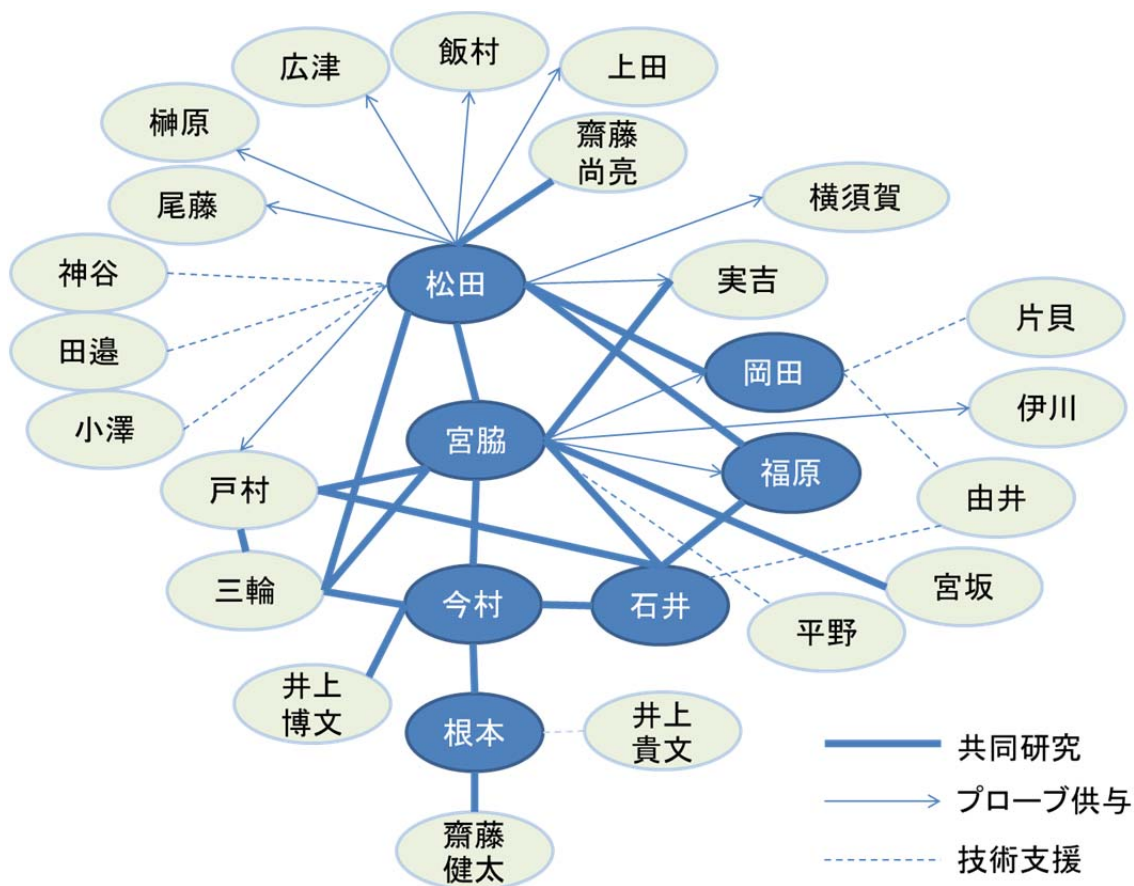 広津
飯村
上田
榊原
齋藤
尚亮
尾藤
横須賀
神谷
松田
実吉
片貝
田邉
岡田
伊川
小澤
宮脇
福原
戸村
由井
三輪
今村
石井
宮坂
平野
井上
博文
根本
井上
貴文
共同研究
プローブ供与
齋藤
健太
技術支援